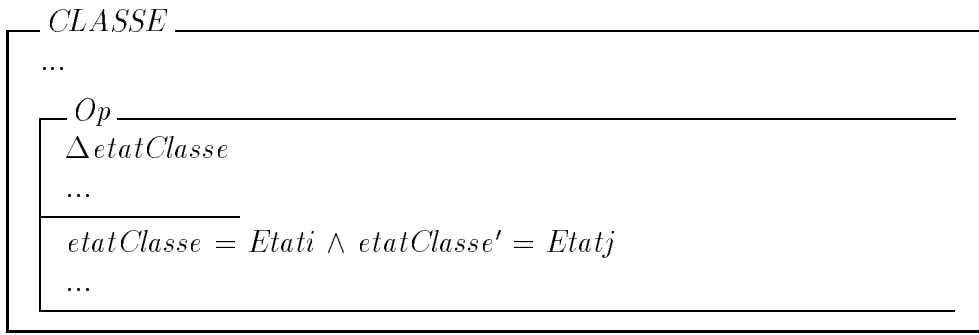 CLASSE
...
Op
ΔetatClasse
...
etatClasse = Etati ∧ etatClasse′ = Etatj
...